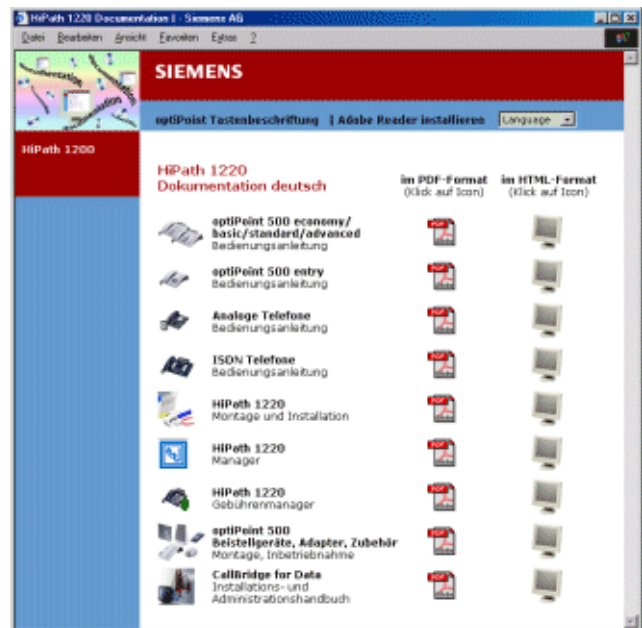 HiPath 1220 Documentation | - Siemens AG
Datei Bearbeiten Ansicht Favoriten Extras ?
SIEMENS
optiPoint Tastenbeschriftung | Adobe Reader installieren Language
HiPath 1200
HiPath 1220
Dokumentation deutsch
im PDF-Format
(Klick auf Icon)
im HTML-Format
(Klick auf Icon)
optiPoint 500 economy/
basic/standard/advanced
Bedienungsanleitung
optiPoint 500 entry
Bedienungsanleitung
Analoge Telefone
Bedienungsanleitung
ISDN Telefone
Bedienungsanleitung
HiPath 1220
Montage und Installation
HiPath 1220
Manager
HiPath 1220
Gebührenmanager
optiPoint 500
Beistellgeräte, Adapter, Zubehör
Montage, Inbetriebnahme
CallBridge for Data
Installations- und
Administrationshandbuch